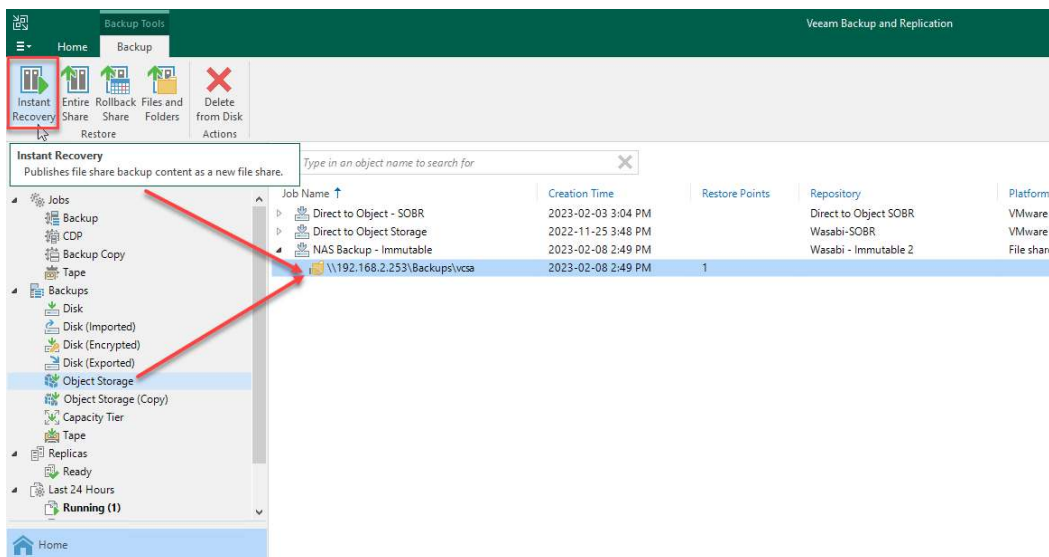 Backup Tools
Veeam Backup and Replication
Home Backup
Instant Recovery
Entire Share
Rollback Share
Files and Folders
Delete from Disk
Restore
Actions
Instant Recovery
Publishes file share backup content as a new file share.
Type in an object name to search for
Job Name Creation Time Restore Points Repository Platform
Direct to Object - SOBR 2023-02-03 3:04 PM Direct to Object SOBR VMware
Direct to Object Storage 2022-11-25 3:48 PM Wasabi-SOBR VMware
NAS Backup - Immutable 2023-02-08 2:49 PM Wasabi - Immutable 2 File share
\\192.168.2.253\Backups\vcsa 2023-02-08 2:49 PM 1
Jobs
Backup
CDP
Backup Copy
Tape
Backups
Disk
Disk (Imported)
Disk (Encrypted)
Disk (Exported)
Object Storage
Object Storage (Copy)
Capacity Tier
Tape
Replicas
Ready
Last 24 Hours
Running (1)
Home